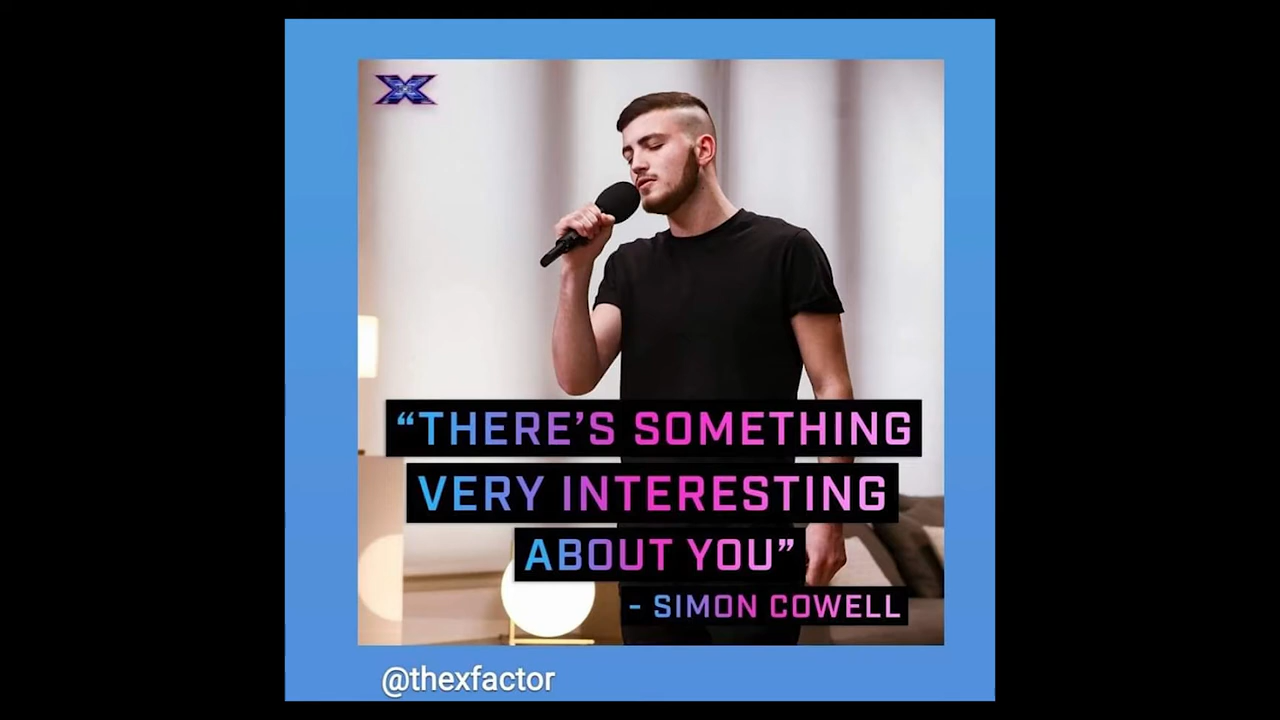 “THERE’S SOMETHING
VERY INTERESTING
ABOUT YOU”
- SIMON COWELL
@thexfactor